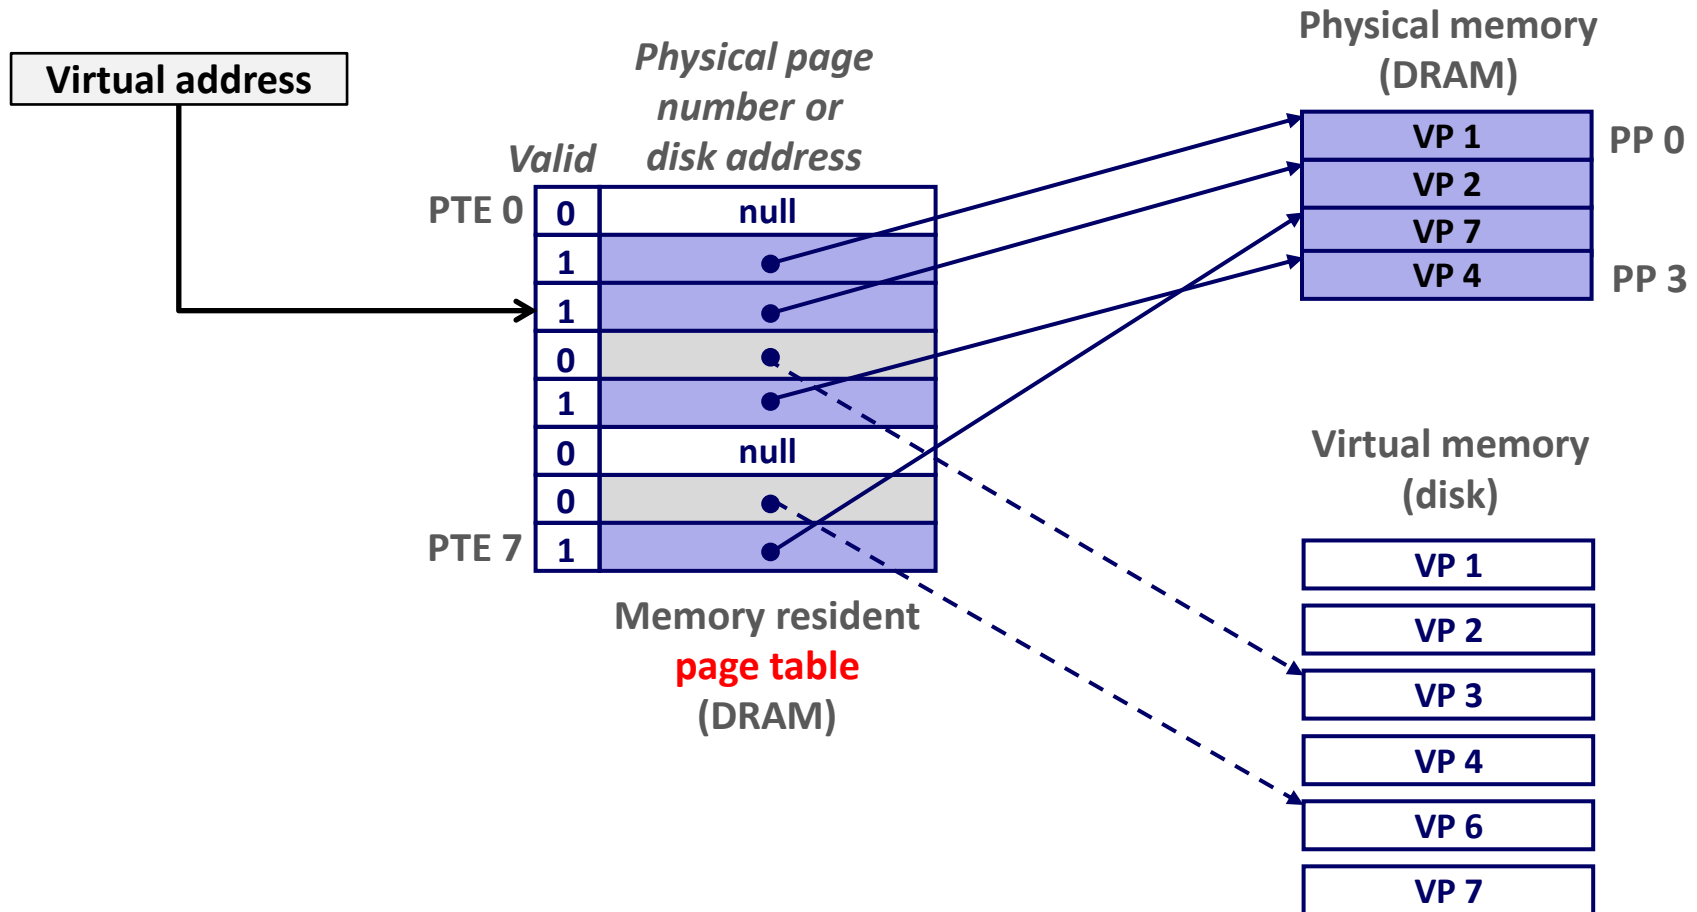 Virtual address
Physical page
number or
disk address
Valid
PTE 0
0
null
1
1
0
1
0
null
0
PTE 7
1
Memory resident
page table
(DRAM)
Physical memory
(DRAM)
VP 1
PP 0
VP 2
VP 7
VP 4
PP 3
Virtual memory
(disk)
VP 1
VP 2
VP 3
VP 4
VP 6
VP 7